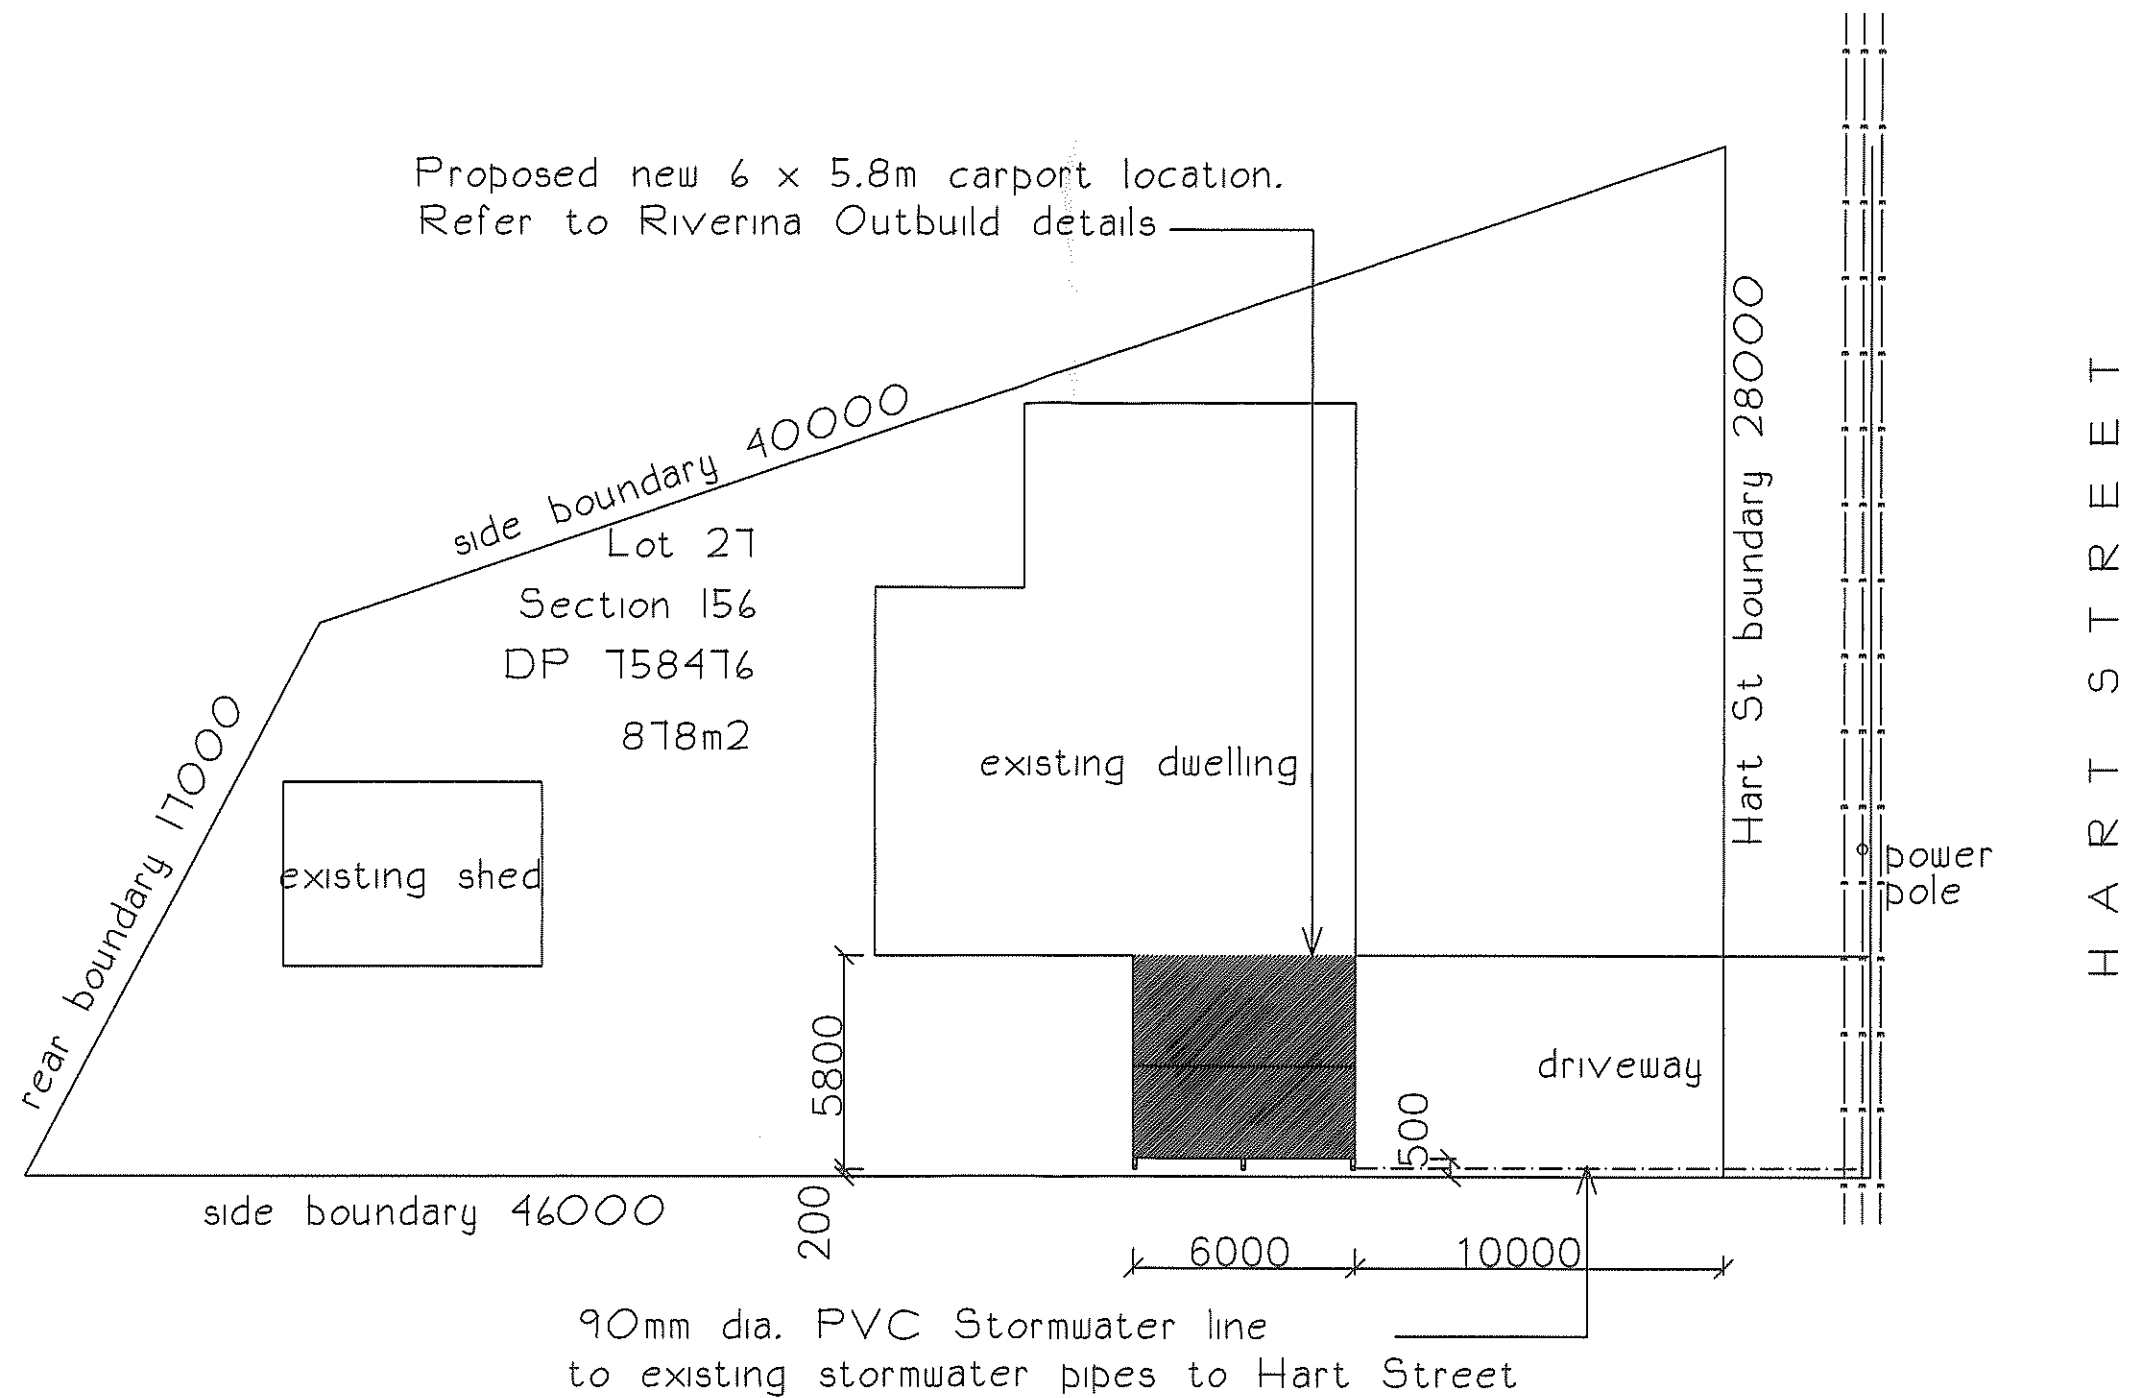 Proposed new 6 x 5.8m carport location.
Refer to Riverina Outbuild details
side boundary 40000
Lot 27
Section 156
DP 758476
878m2
rear boundary 17000
existing shed
existing dwelling
Hart St boundary 28000
HART STREET
power
pole
driveway
5800
500
200
side boundary 46000
6000
10000
90mm dia. PVC Stormwater line
to existing stormwater pipes to Hart Street